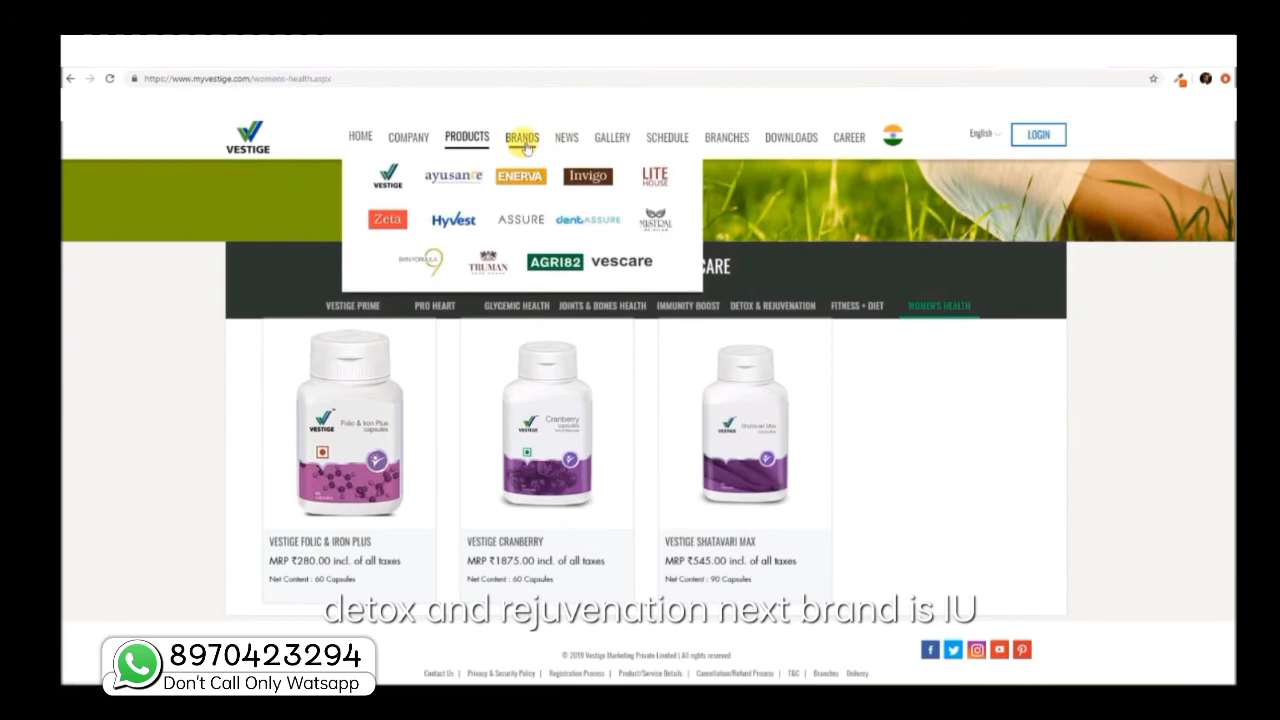 https://www.myvestige.com/womens-health.aspx
VESTIGE
HOME COMPANY PRODUCTS BRANDS NEWS GALLERY SCHEDULE BRANCHES DOWNLOADS CAREER
English
LOGIN
VESTIGE ayusante ENERVA Invigo LITE HOUSE
Zeta Hyvest ASSURE dentASSURE MISTRAL OF MILAN
SKIN FORMULA 9 TRUMAN AGRI82 vescare
CARE
VESTIGE PRIME PRO HEART GLYCEMIC HEALTH JOINTS & BONES HEALTH IMMUNITY BOOST DETOX & REJUVENATION FITNESS + DIET WOMEN'S HEALTH
VESTIGE Folic & Iron Plus capsules
VESTIGE Cranberry capsules
VESTIGE Shatavari Max capsules
VESTIGE FOLIC & IRON PLUS
MRP ₹280.00 incl. of all taxes
Net Content : 60 Capsules
VESTIGE CRANBERRY
MRP ₹1875.00 incl. of all taxes
Net Content : 60 Capsules
VESTIGE SHATAVARI MAX
MRP ₹545.00 incl. of all taxes
Net Content : 90 Capsules
detox and rejuvenation next brand is IU
8970423294
Don't Call Only Watsapp
© 2019 Vestige Marketing Private Limited | All rights reserved
Contact Us | Privacy & Security Policy | Registration Process | Product/Service Details | Cancellation/Refund Process | T&C | Branches Delivery